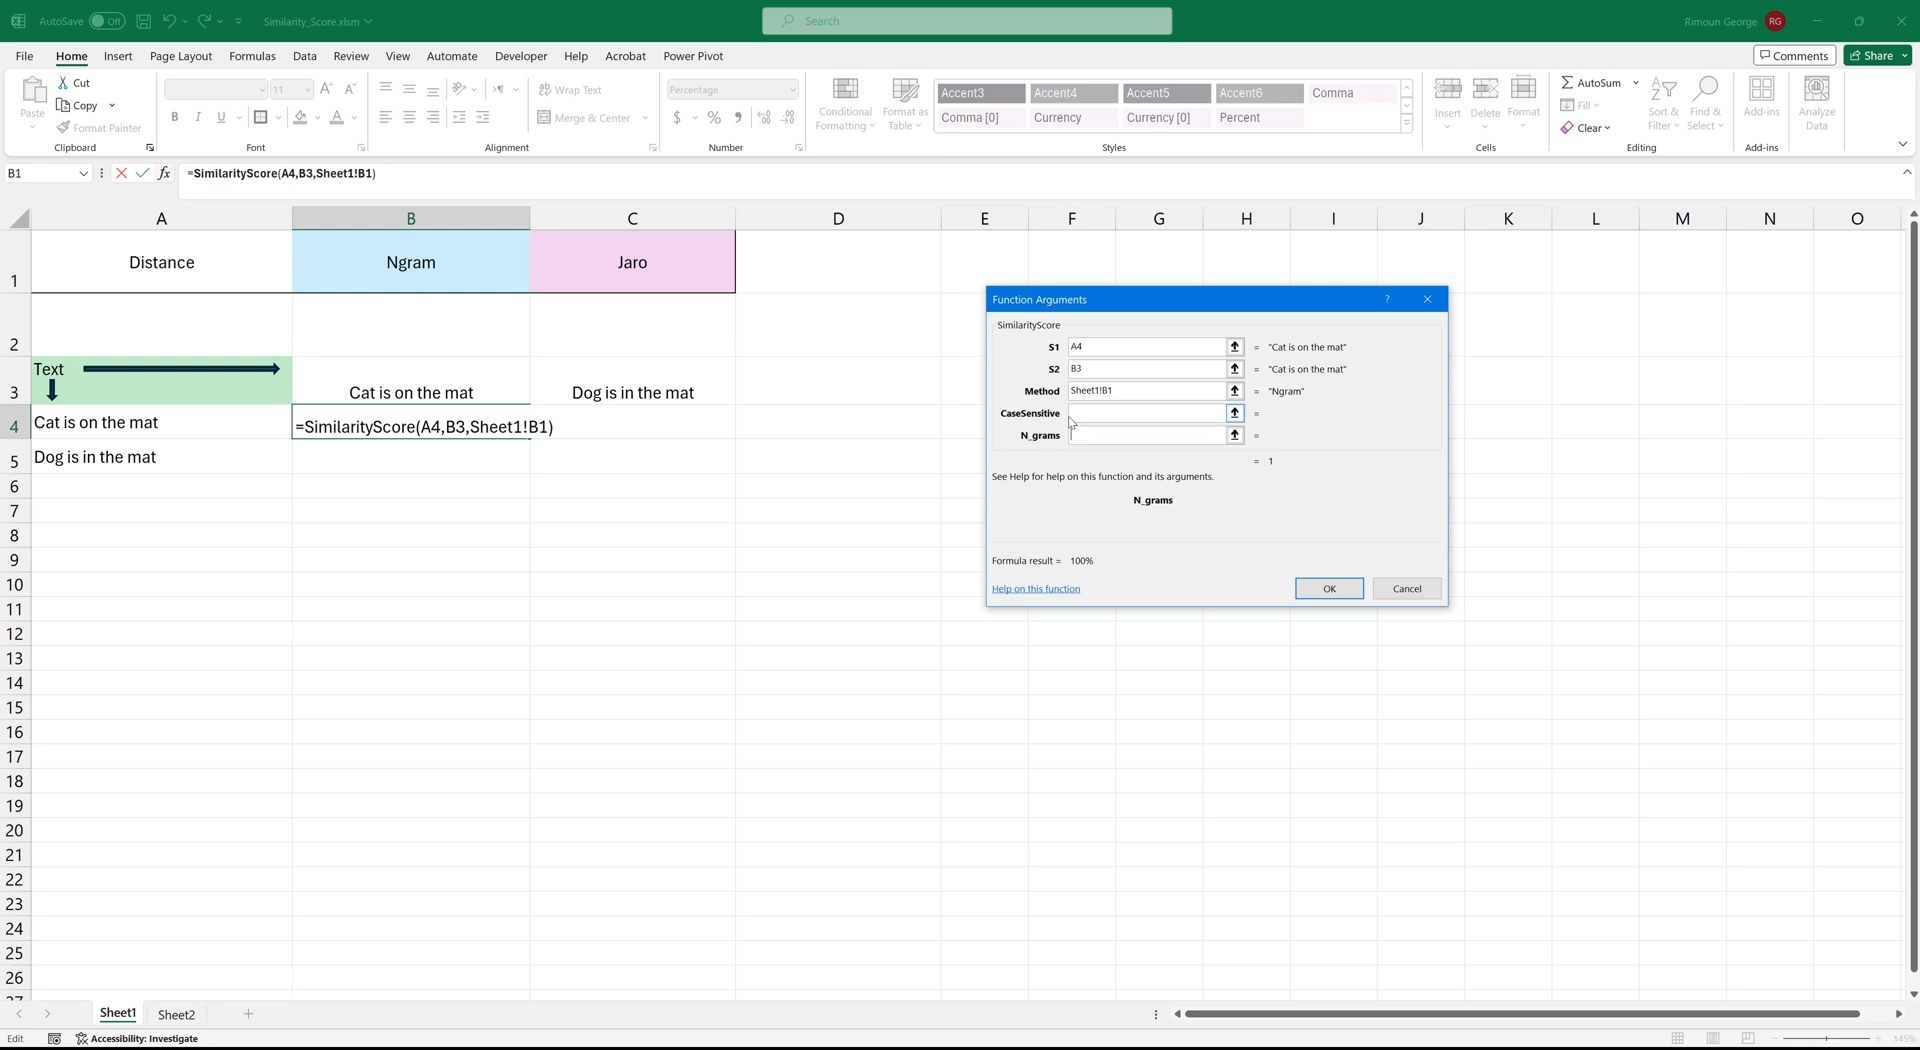 AutoSave Off Similarity_Score.xlsm Search Rimoun George RG
File Home Insert Page Layout Formulas Data Review View Automate Developer Help Acrobat Power Pivot Comments Share
Paste Cut Copy Format Painter
Clipboard
11
B I U
Font
Wrap Text
Merge & Center
Alignment
Percentage
$ % 9
Number
Conditional Formatting
Format as Table
Accent3 Accent4 Accent5 Accent6 Comma
Comma [0] Currency Currency [0] Percent
Styles
Insert Delete Format
Cells
AutoSum
Fill
Clear
Sort & Filter
Find & Select
Editing
Add-ins
Add-ins
Analyze Data
B1 fx =SimilarityScore(A4,B3,Sheet1!B1)
A B C D E F G H I J K L M N O
1 Distance Ngram Jaro
2
3 Text Cat is on the mat Dog is on the mat
4 Cat is on the mat =SimilarityScore(A4,B3,Sheet1!B1)
5 Dog is in the mat
6
7
8
9
10
11
12
13
14
15
16
17
18
19
20
21
22
23
24
25
26
27
Function Arguments ?
SimilarityScore
S1 A4 = "Cat is on the mat"
S2 B3 = "Cat is on the mat"
Method Sheet1!B1 = "Ngram"
CaseSensitive =
N_grams =
= 1
See Help for help on this function and its arguments.
N_grams
Formula result = 100%
Help on this function OK Cancel
Sheet1 Sheet2
Edit Accessibility: Investigate 145%